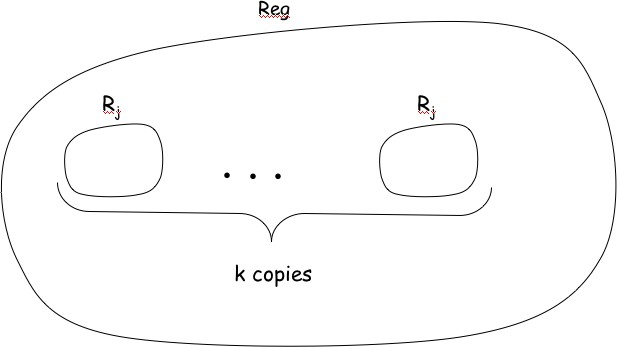 Reg
Rj Rj
. . .
k copies